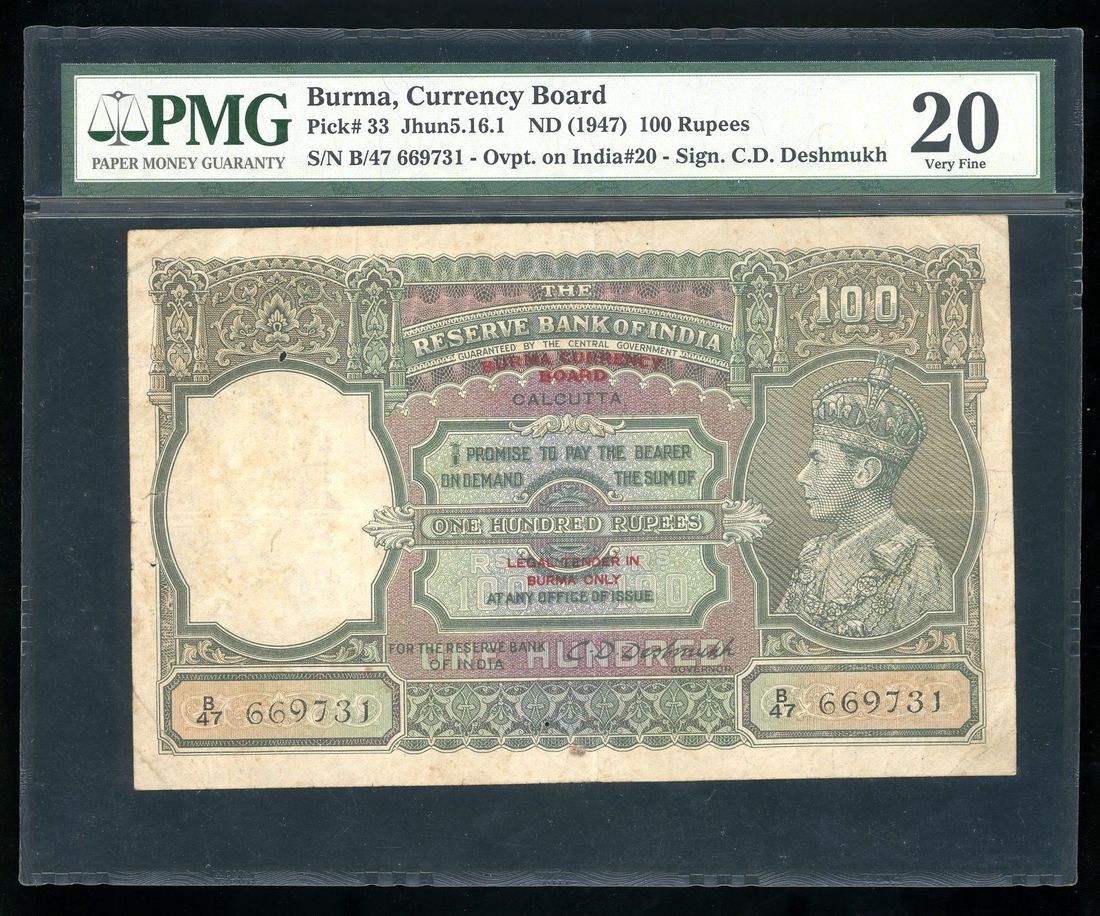 PMG
PAPER MONEY GUARANTY
Burma, Currency Board
Pick# 33 Jhun5.16.1 ND (1947) 100 Rupees
S/N B/47 669731 - Ovpt. on India#20 - Sign. C.D. Deshmukh
20
Very Fine
100
THE
RESERVE BANK OF INDIA
GUARANTEED BY THE CENTRAL GOVERNMENT
BURMA CURRENCY
BOARD
CALCUTTA
I PROMISE TO PAY THE BEARER
ON DEMAND THE SUM OF
ONE HUNDRED RUPEES
LEGAL TENDER IN
BURMA ONLY
AT ANY OFFICE OF ISSUE
FOR THE RESERVE BANK
OF INDIA
C.D. Deshmukh
GOVERNOR
HUNDRED
B/47 669731
B/47 669731